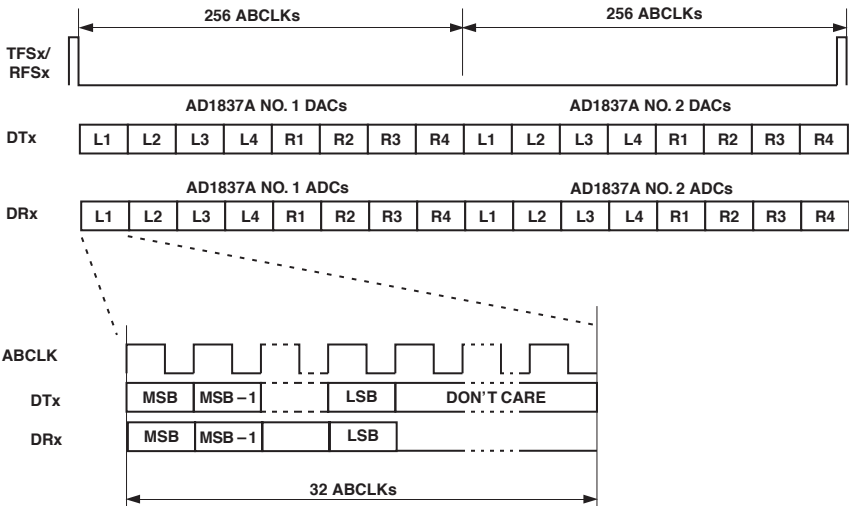 256 ABCLKs 256 ABCLKs
TFSx/
RFSx
AD1837A NO. 1 DACs AD1837A NO. 2 DACs
DTx L1 L2 L3 L4 R1 R2 R3 R4 L1 L2 L3 L4 R1 R2 R3 R4
AD1837A NO. 1 ADCs AD1837A NO. 2 ADCs
DRx L1 L2 L3 L4 R1 R2 R3 R4 L1 L2 L3 L4 R1 R2 R3 R4
ABCLK
DTx MSB MSB – 1 LSB DON'T CARE
DRx MSB MSB – 1 LSB
32 ABCLKs